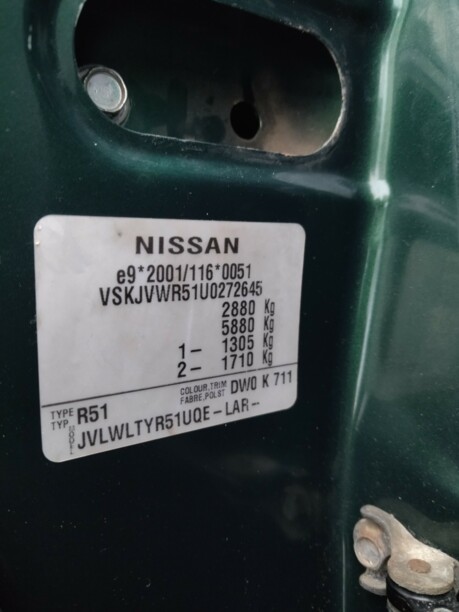 NISSAN
e9*2001/116*0051
VSKJVWR51U0272645
2880 Kg
5880 Kg
1- 1305 Kg
2- 1710 Kg
TYPE TYP. R51 COLOUR,TRIM FABRE,POLST DW0 K 711
JVLWLTYR51UQE-LAR--